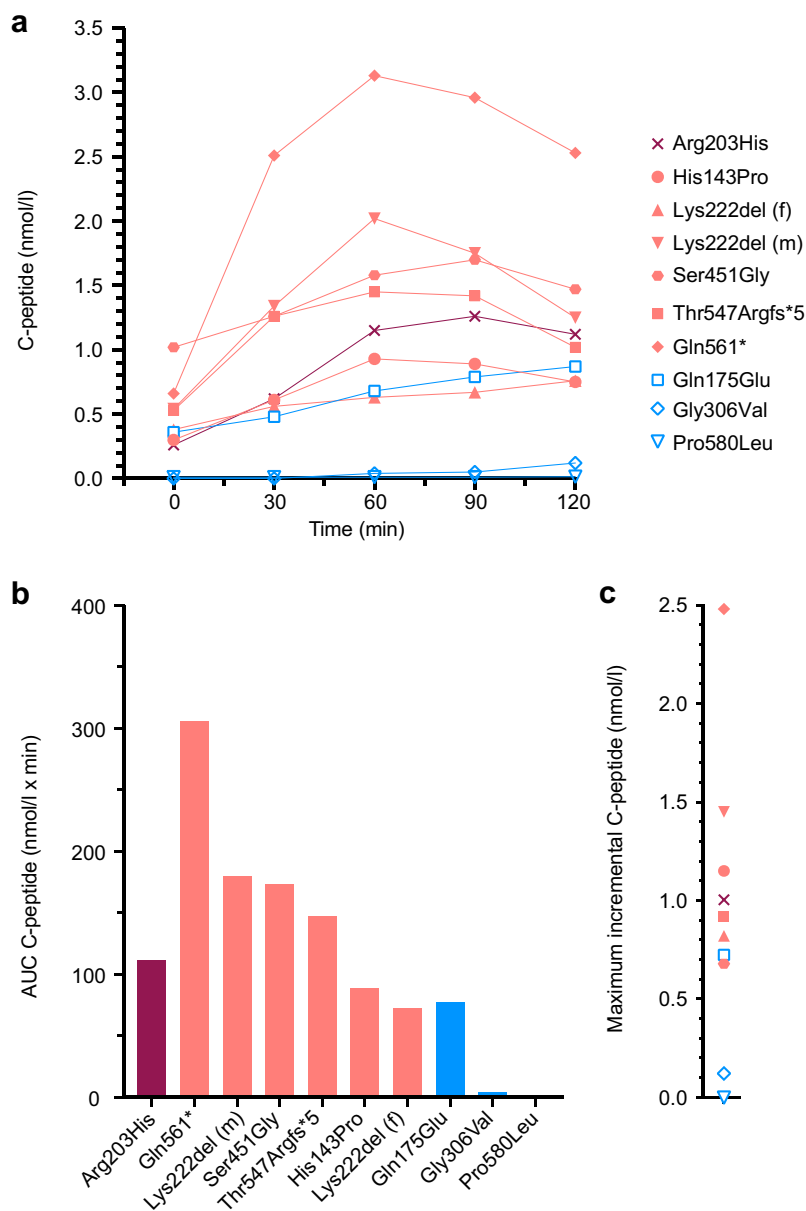 a
C-peptide (nmol/l)
3.5
3.0
2.5
2.0
1.5
1.0
0.5
0.0
0 30 60 90 120
Time (min)
Arg203His
His143Pro
Lys222del (f)
Lys222del (m)
Ser451Gly
Thr547Argfs*5
Gln561*
Gln175Glu
Gly306Val
Pro580Leu
b
AUC C-peptide (nmol/l x min)
400
300
200
100
0
Arg203His
Gln561*
Lys222del (m)
Ser451Gly
Thr547Argfs*5
His143Pro
Lys222del (f)
Gln175Glu
Gly306Val
Pro580Leu
c
Maximum incremental C-peptide (nmol/l)
2.5
2.0
1.5
1.0
0.5
0.0